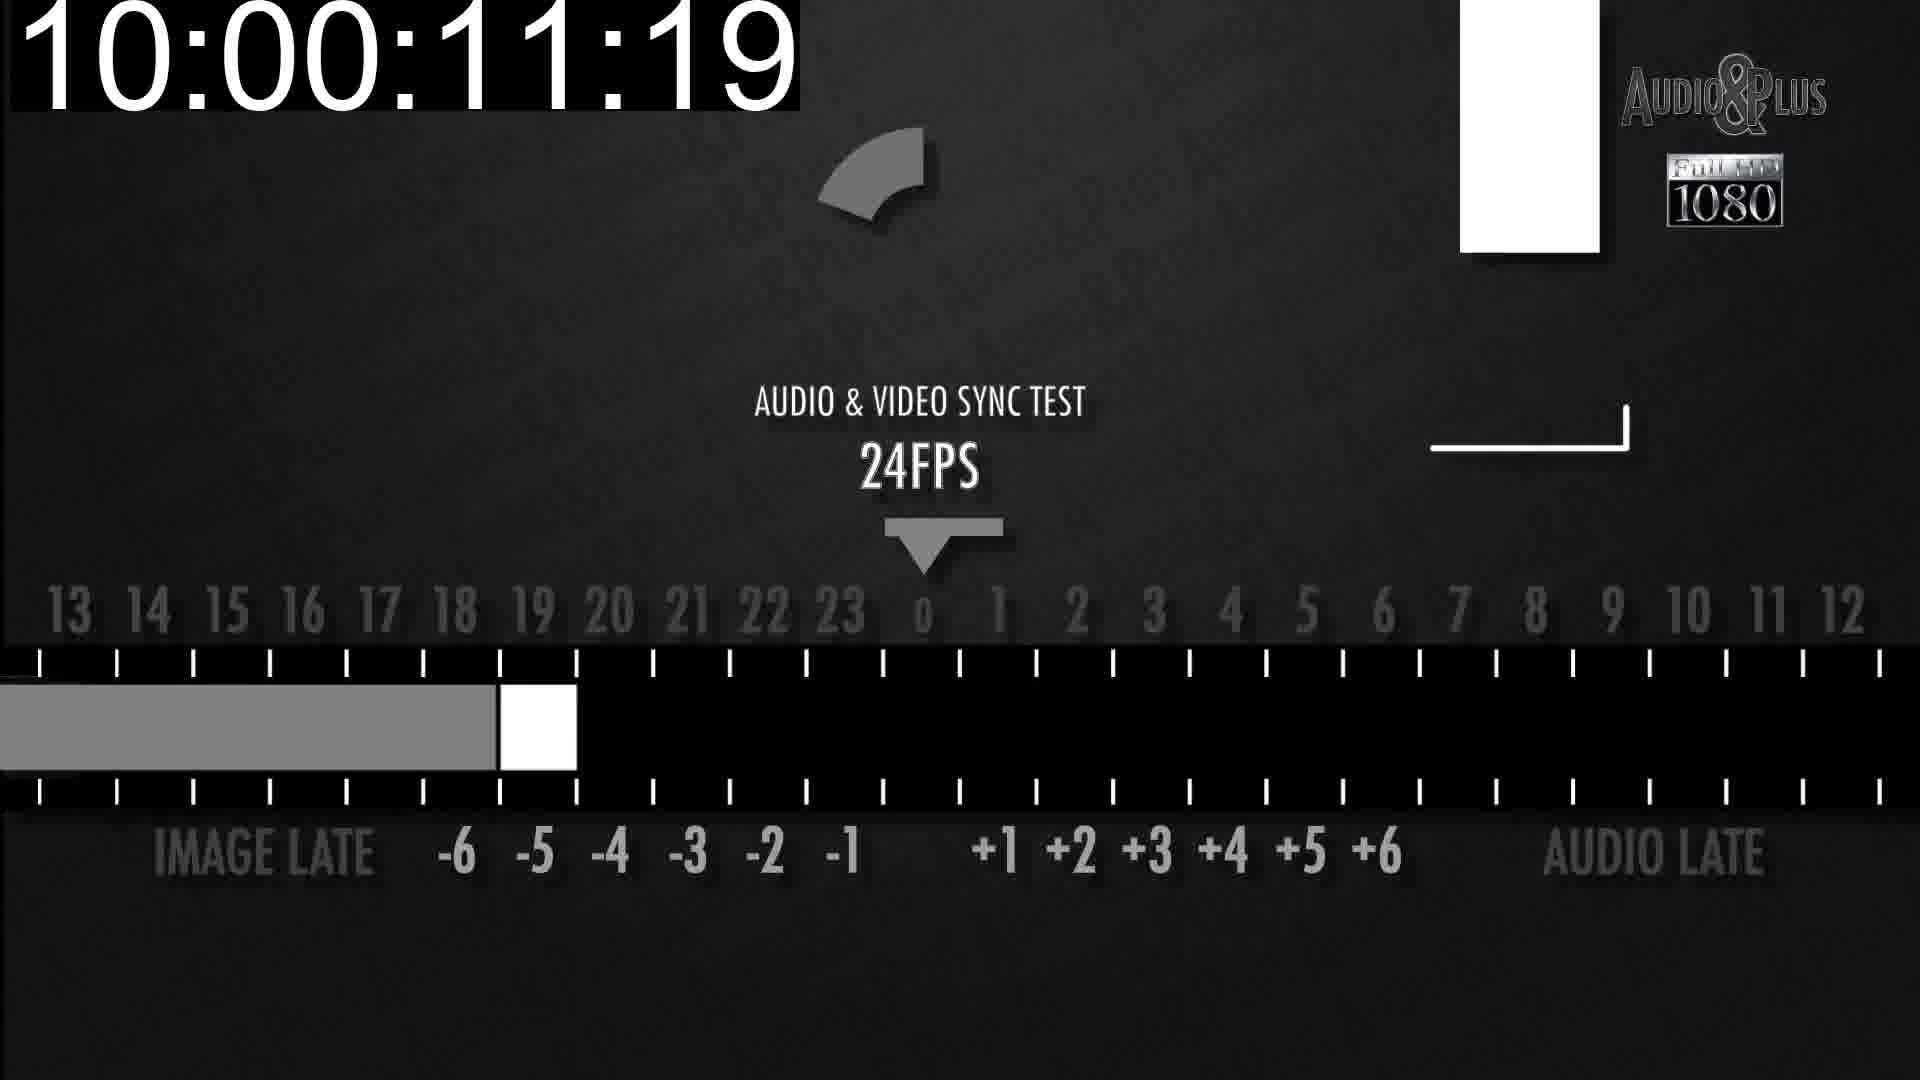 10:00:11:19
AUDIO&PLUS
Full HD
1080
AUDIO & VIDEO SYNC TEST
24FPS
13 14 15 16 17 18 19 20 21 22 23 0 1 2 3 4 5 6 7 8 9 10 11 12
IMAGE LATE -6 -5 -4 -3 -2 -1 +1 +2 +3 +4 +5 +6 AUDIO LATE